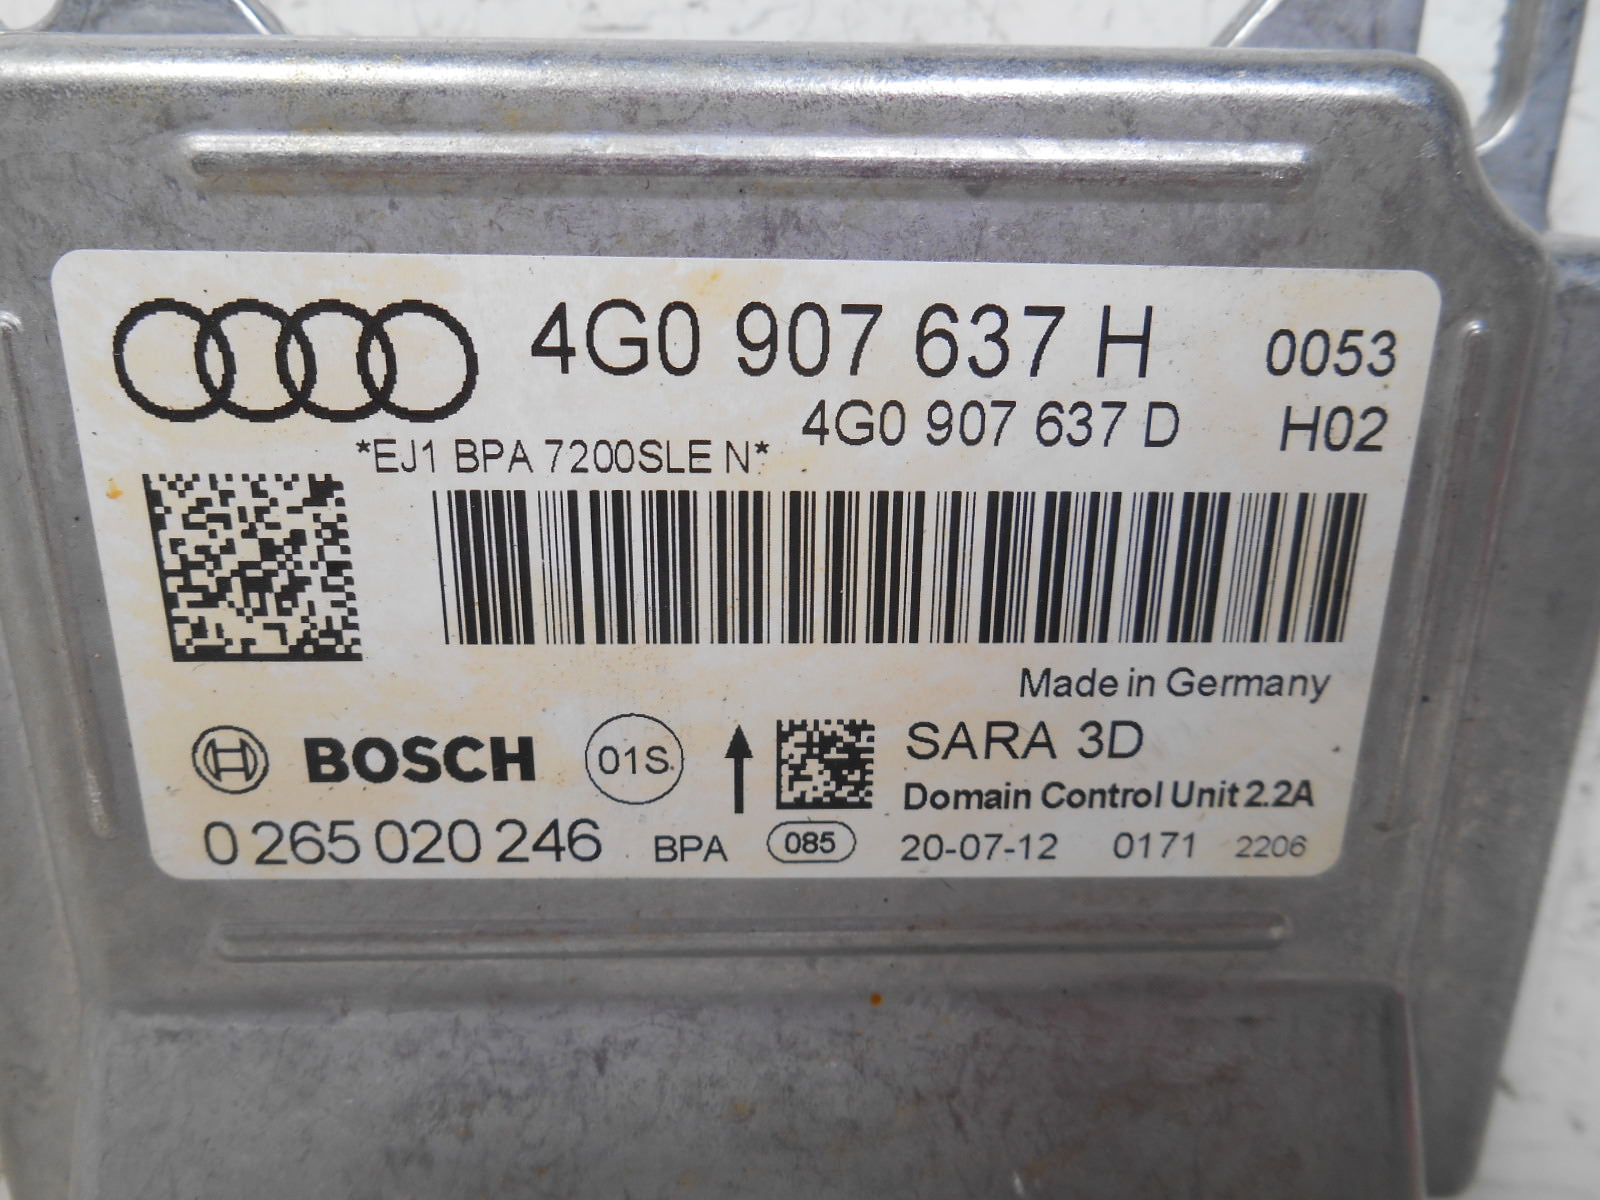 4G0 907 637 H 0053
4G0 907 637 D H02
*EJ1 BPA 7200SLE N*
Made in Germany
BOSCH 01S SARA 3D
Domain Control Unit 2.2A
0 265 020 246 BPA 085 20-07-12 0171 2206